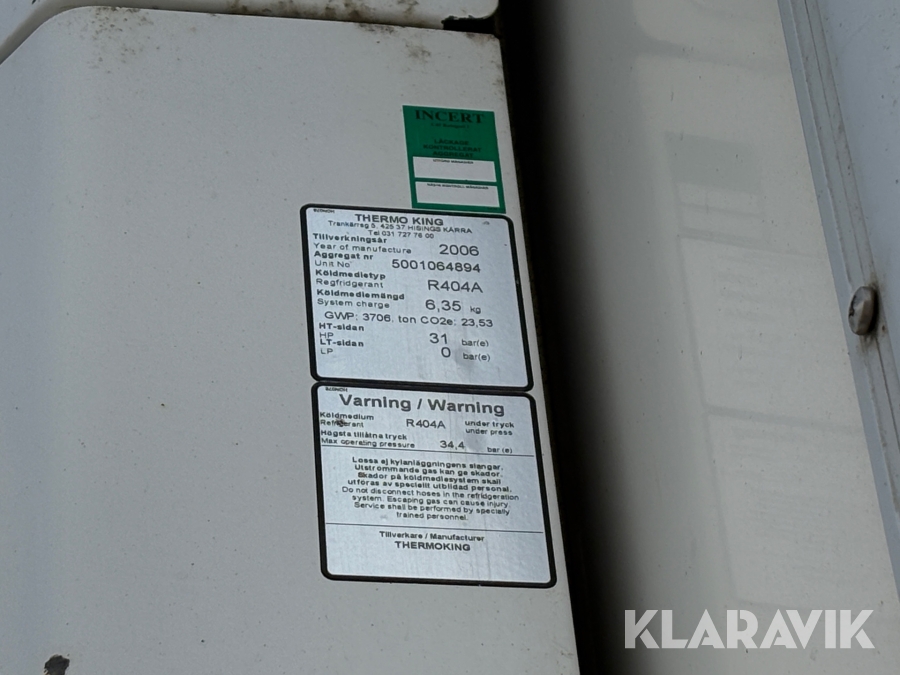 INCERT
LÄCKAGE
KONTROLLERAT
AGGREGAT
THERMO KING
Trankärrsg 5, 425 37 HISINGS KÄRRA
Tel 031 727 76 00
Tillverkningsår
Year of manufacture 2006
Aggregat nr
Unit No 5001064894
Köldmedietyp
Regfridgerant R404A
Köldmediemängd
System charge 6,35 kg
GWP: 3706. ton CO2e: 23,53
HT-sidan
HP 31 bar(e)
LT-sidan
LP 0 bar(e)
Varning / Warning
Köldmedium under tryck
Refrigerant R404A under press
Högsta tillåtna tryck
Max operating pressure 34,4 bar (e)
Lossa ej kylanläggningens slangar.
Utströmmande gas kan ge skador.
Skador på köldmediesystem skall
utföras av speciellt utbildad personal.
Do not disconnect hoses in the refridgeration
system. Escaping gas can cause injury.
Service shall be performed by specially
trained personnel.
Tillverkare / Manufacturer
THERMOKING
KLARAVIK